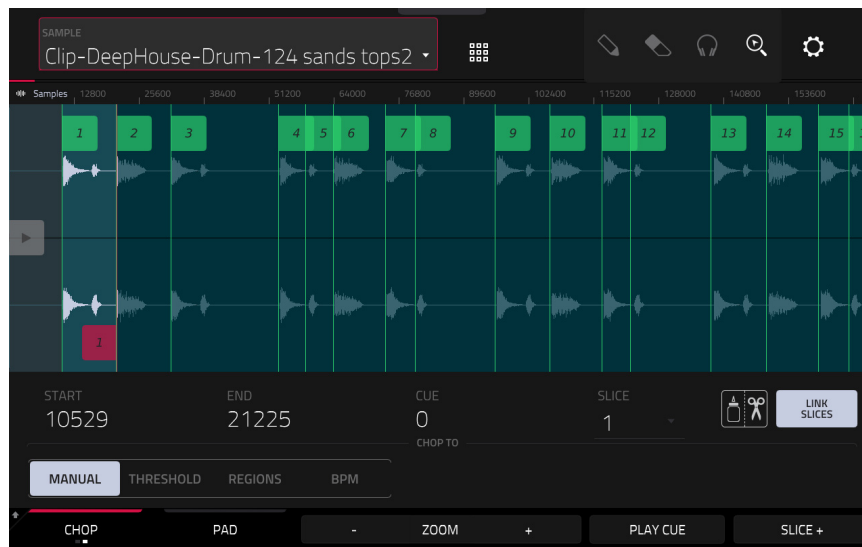 SAMPLE
Clip-DeepHouse-Drum-124 sands tops2
Samples 12800 25600 38400 51200 64000 76800 89600 102400 115200 128000 140800 153600
1 2 3 4 5 6 7 8 9 10 11 12 13 14 15
1
START END CUE SLICE
10529 21225 0 1
LINK
SLICES
CHOP TO
MANUAL THRESHOLD REGIONS BPM
CHOP PAD - ZOOM + PLAY CUE SLICE +